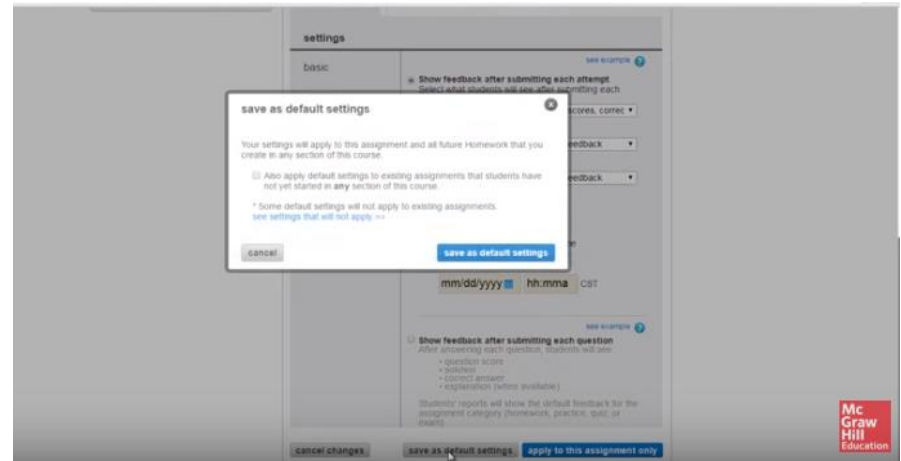 settings
basic
see example
Show feedback after submitting each attempt
Select what students will see after submitting each
scores, correc
feedback
feedback
save as default settings
Your settings will apply to this assignment and all future Homework that you
create in any section of this course.
Also apply default settings to existing assignments that students have
not yet started in any section of this course
* Some default settings will not apply to existing assignments.
see settings that will not apply >>
cancel
save as default settings
mm/dd/yyyy hh:mma CST
see example
Show feedback after submitting each question
After answering each question, students will see
• question score
• solution
• correct answer
• explanation (where available)
Students' reports will show the default feedback for the
assignment category (homework, practice, quiz, or
exam)
cancel changes
save as default settings
apply to this assignment only
Mc
Graw
Hill
Education